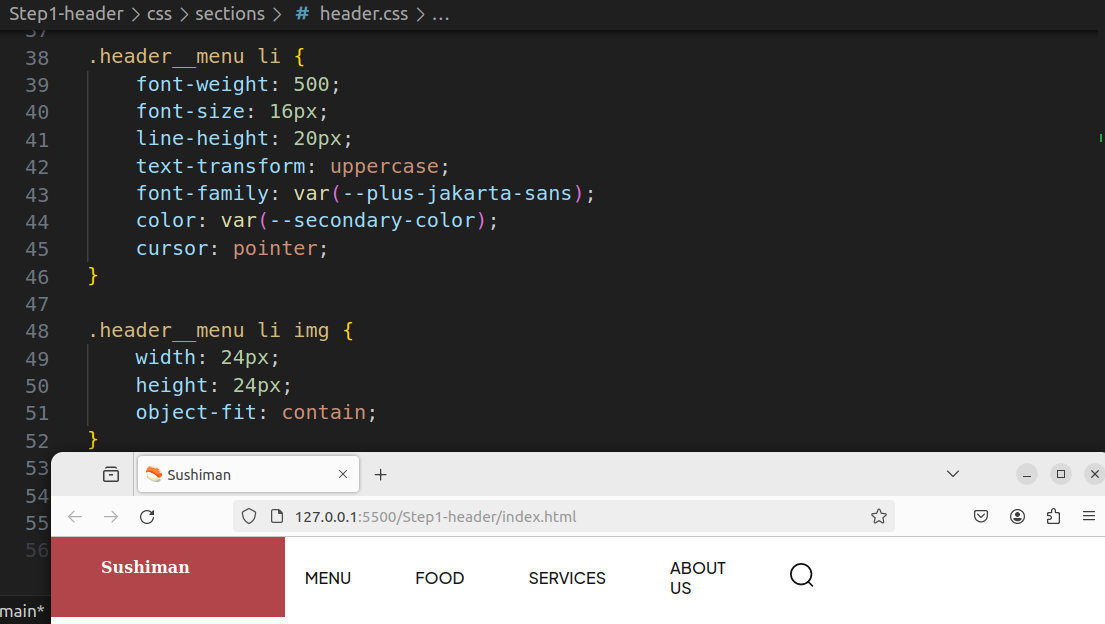 Step1-header > css > sections > # header.css > ...
37
38 .header__menu li {
39 font-weight: 500;
40 font-size: 16px;
41 line-height: 20px;
42 text-transform: uppercase;
43 font-family: var(--plus-jakarta-sans);
44 color: var(--secondary-color);
45 cursor: pointer;
46 }
47
48 .header__menu li img {
49 width: 24px;
50 height: 24px;
51 object-fit: contain;
52 }
53
54
55
56
main*
Sushiman
127.0.0.1:5500/Step1-header/index.html
Sushiman
MENU FOOD SERVICES ABOUT
US